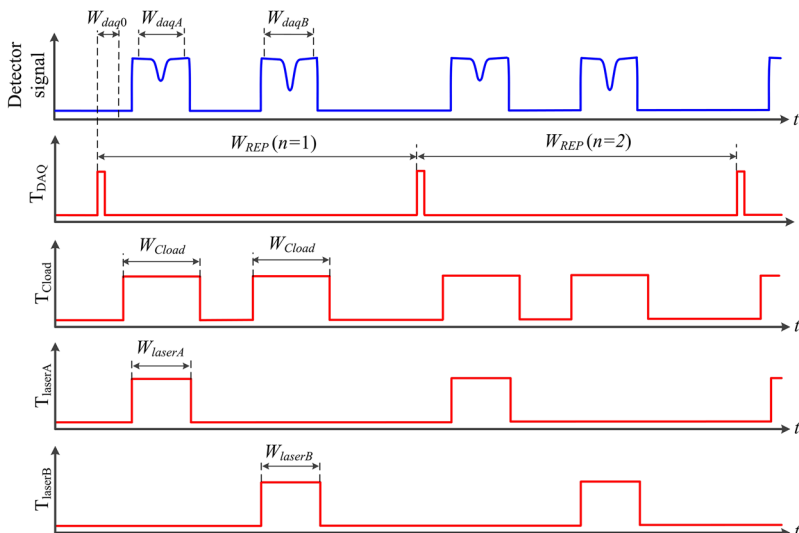 W_daq0 W_daqA W_daqB
Detector signal
t
W_REP (n=1) W_REP (n=2)
T_DAQ
W_Cload W_Cload
T_Cload
t
W_laserA
T_laserA
t
W_laserB
T_laserB
t